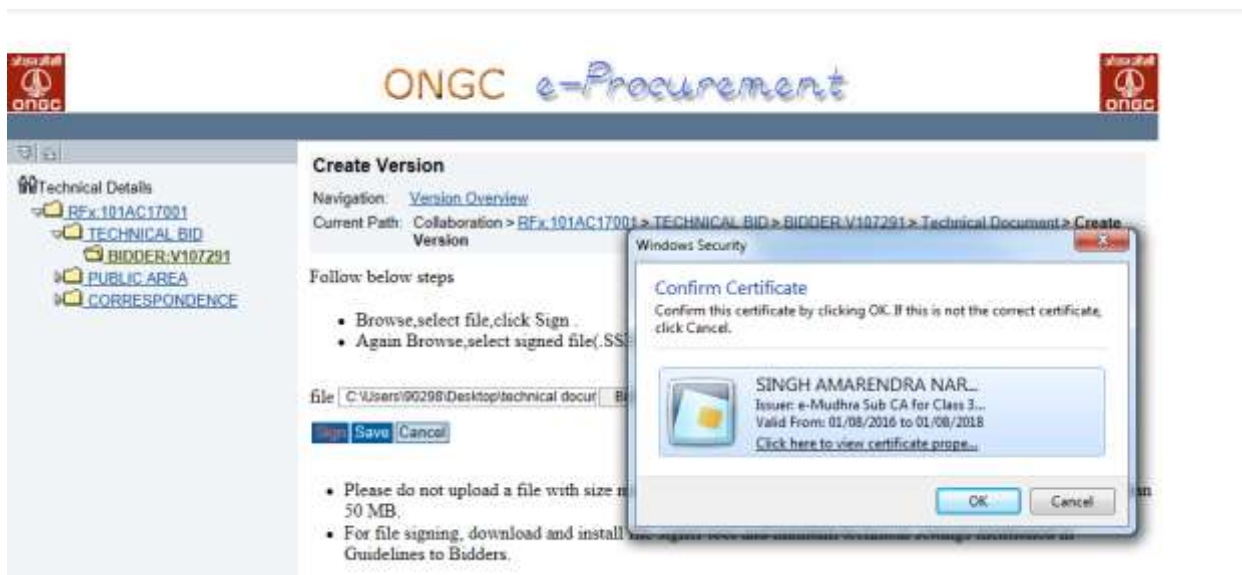 ओएनजीसी
ongc
ONGC e-Procurement
ओएनजीसी
ongc
Technical Details
RFx:101AC17001
TECHNICAL BID
BIDDER:V107291
PUBLIC AREA
CORRESPONDENCE
Create Version
Navigation: Version Overview
Current Path: Collaboration > RFx:101AC17001 > TECHNICAL BID > BIDDER:V107291 > Technical Document > Create
Version
Follow below steps
• Browse,select file,click Sign .
• Again Browse,select signed file(.SS
file C:\Users\90298\Desktop\technical docur
Sign Save Cancel
• Please do not upload a file with size
50 MB.
• For file signing, download and install
Guidelines to Bidders.
Windows Security
Confirm Certificate
Confirm this certificate by clicking OK. If this is not the correct certificate,
click Cancel.
SINGH AMARENDRA NAR...
Issuer: e-Mudhra Sub CA for Class 3...
Valid From: 01/08/2016 to 01/08/2018
Click here to view certificate prope...
OK Cancel